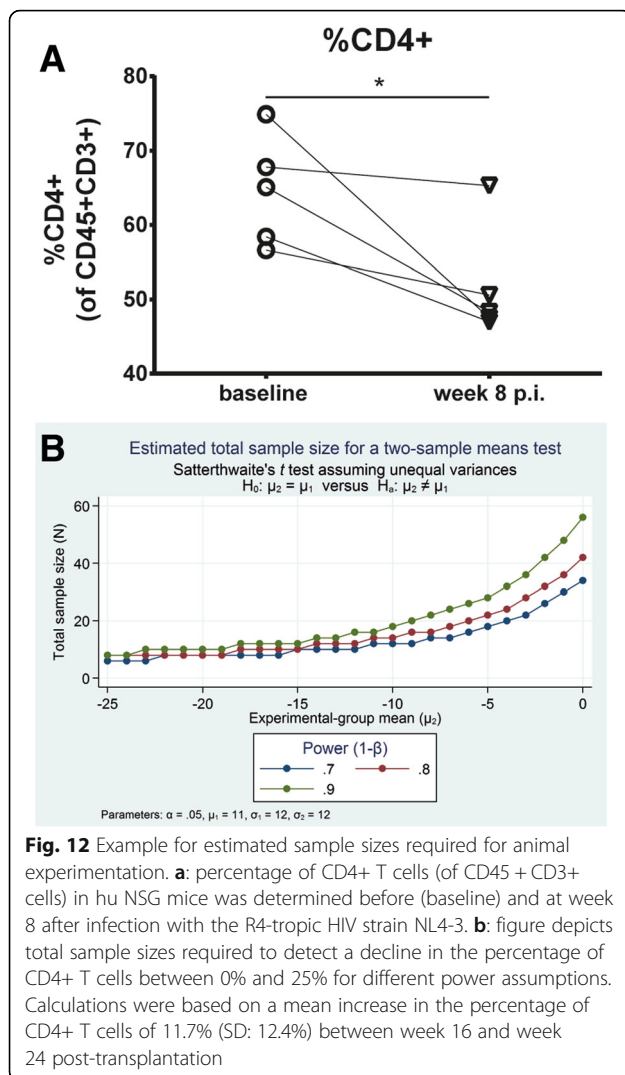 A
%CD4+
*
%CD4+
(of CD45+CD3+)
80
70
60
50
40
baseline
week 8 p.i.
B
Estimated total sample size for a two-sample means test
Satterthwaite's t test assuming unequal variances
H₀: μ₂ = μ₁ versus Hₐ: μ₂ ≠ μ₁
Total sample size (N)
60
40
20
0
-25
-20
-15
-10
-5
0
Experimental-group mean (μ₂)
Power (1-β)
.7
.8
.9
Parameters: α = .05, μ₁ = 11, σ₁ = 12, σ₂ = 12
Fig. 12 Example for estimated sample sizes required for animal
experimentation. a: percentage of CD4+ T cells (of CD45 + CD3+
cells) in hu NSG mice was determined before (baseline) and at week
8 after infection with the R4-tropic HIV strain NL4-3. b: figure depicts
total sample sizes required to detect a decline in the percentage of
CD4+ T cells between 0% and 25% for different power assumptions.
Calculations were based on a mean increase in the percentage of
CD4+ T cells of 11.7% (SD: 12.4%) between week 16 and week
24 post-transplantation